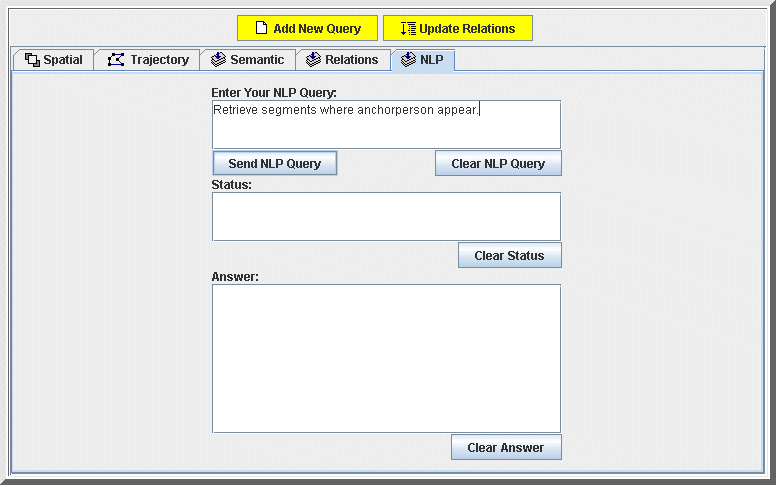 Add New Query Update Relations
Spatial Trajectory Semantic Relations NLP
Enter Your NLP Query:
Retrieve segments where anchorperson appear.
Send NLP Query Clear NLP Query
Status:
Clear Status
Answer:
Clear Answer